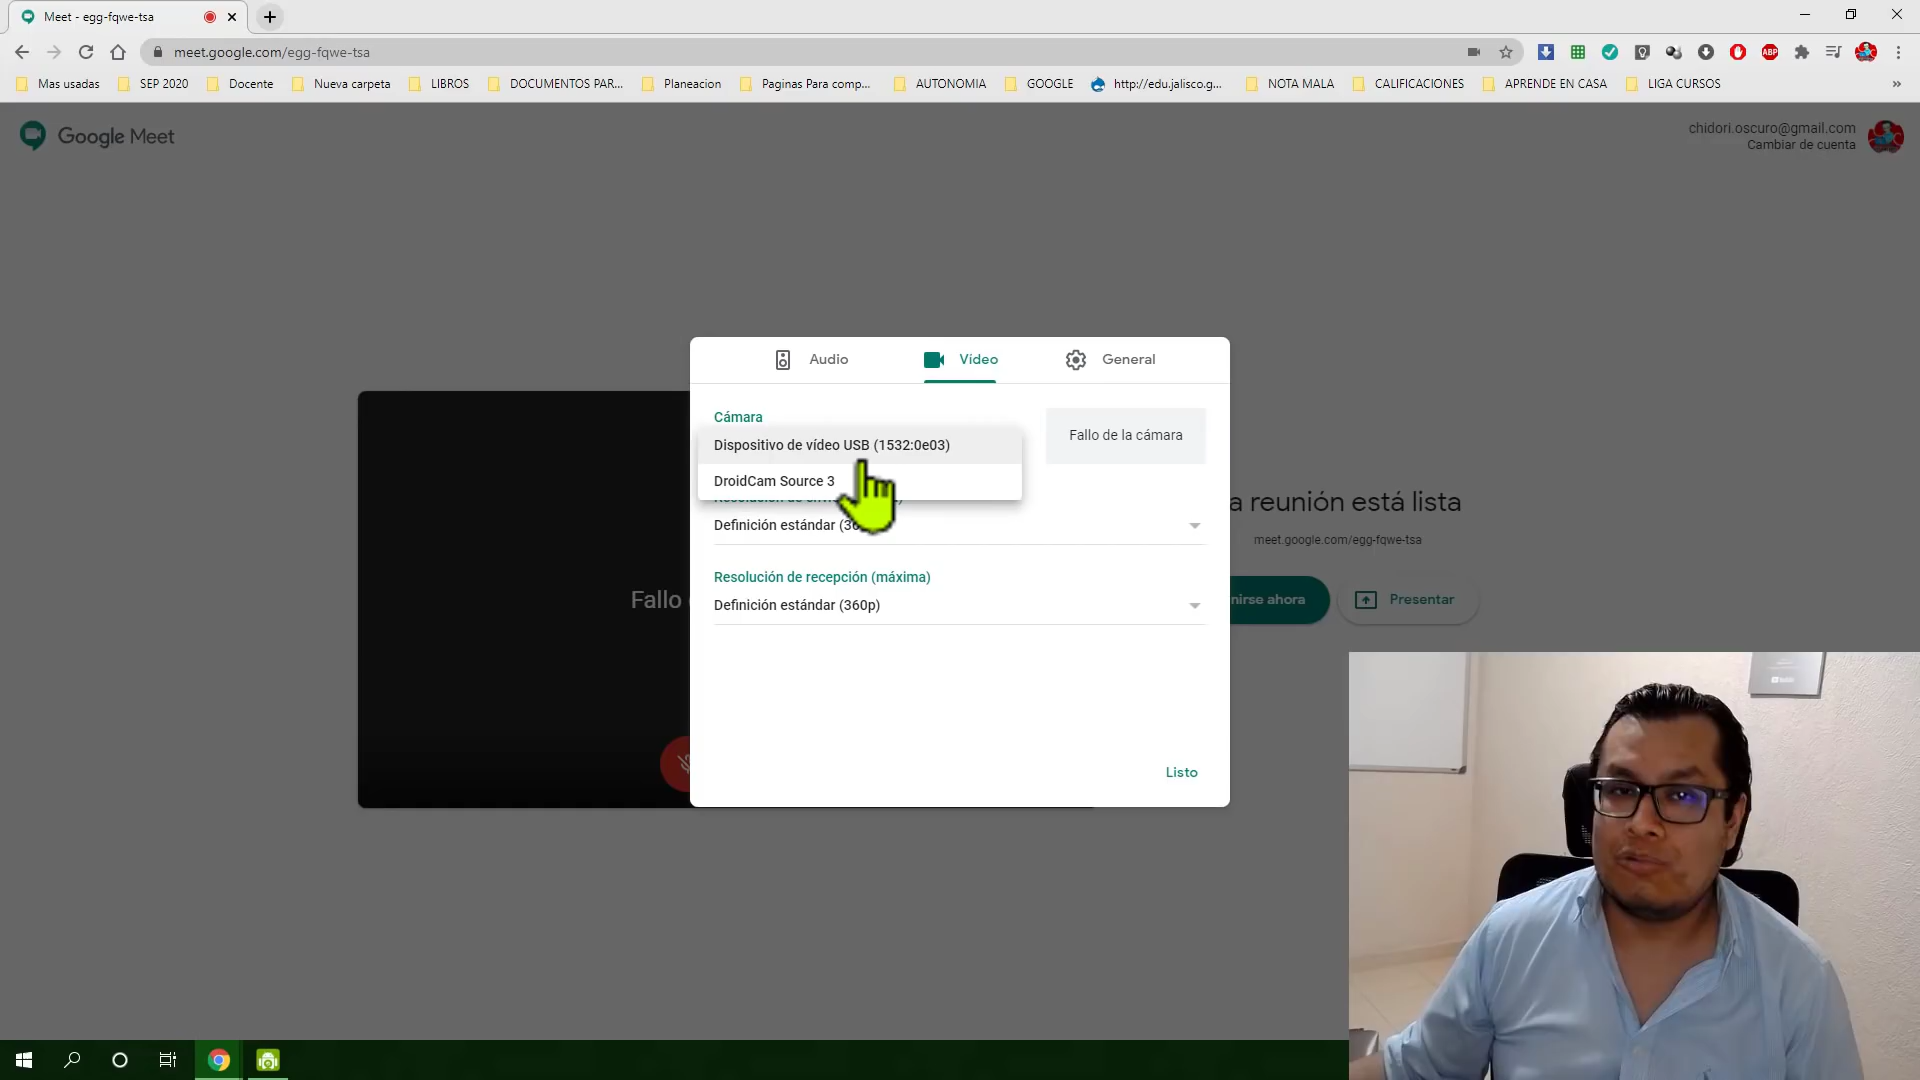 Meet - egg-fqwe-tsa
meet.google.com/egg-fqwe-tsa
ABP
Mas usadas
SEP 2020
Docente
Nueva carpeta
LIBROS
DOCUMENTOS PAR...
Planeacion
Paginas Para comp...
AUTONOMIA
GOOGLE
http://edu.jalisco.g...
NOTA MALA
CALIFICACIONES
APRENDE EN CASA
LIGA CURSOS
Google Meet
chidori.oscuro@gmail.com
Cambiar de cuenta
Audio
Vídeo
General
Cámara
Dispositivo de vídeo USB (1532:0e03)
DroidCam Source 3
Fallo de la cámara
Definición estándar (36
Resolución de recepción (máxima)
Definición estándar (360p)
Listo
Fallo
a reunión está lista
meet.google.com/egg-fqwe-tsa
nirse ahora
Presentar